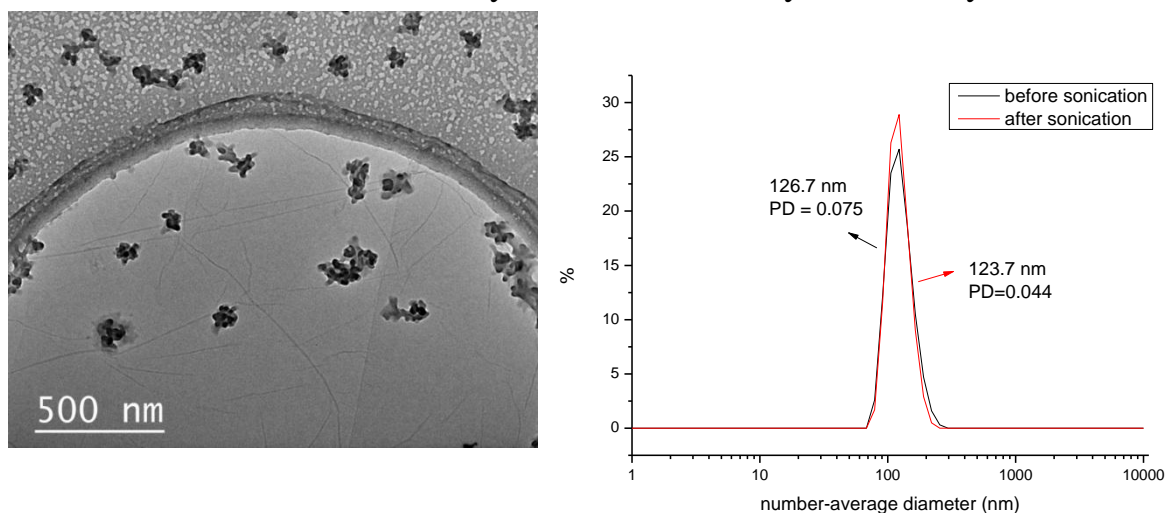 500 nm
before sonication
after sonication
126.7 nm
PD = 0.075
123.7 nm
PD=0.044
%
30
25
20
15
10
5
0
1
10
100
1000
10000
number-average diameter (nm)